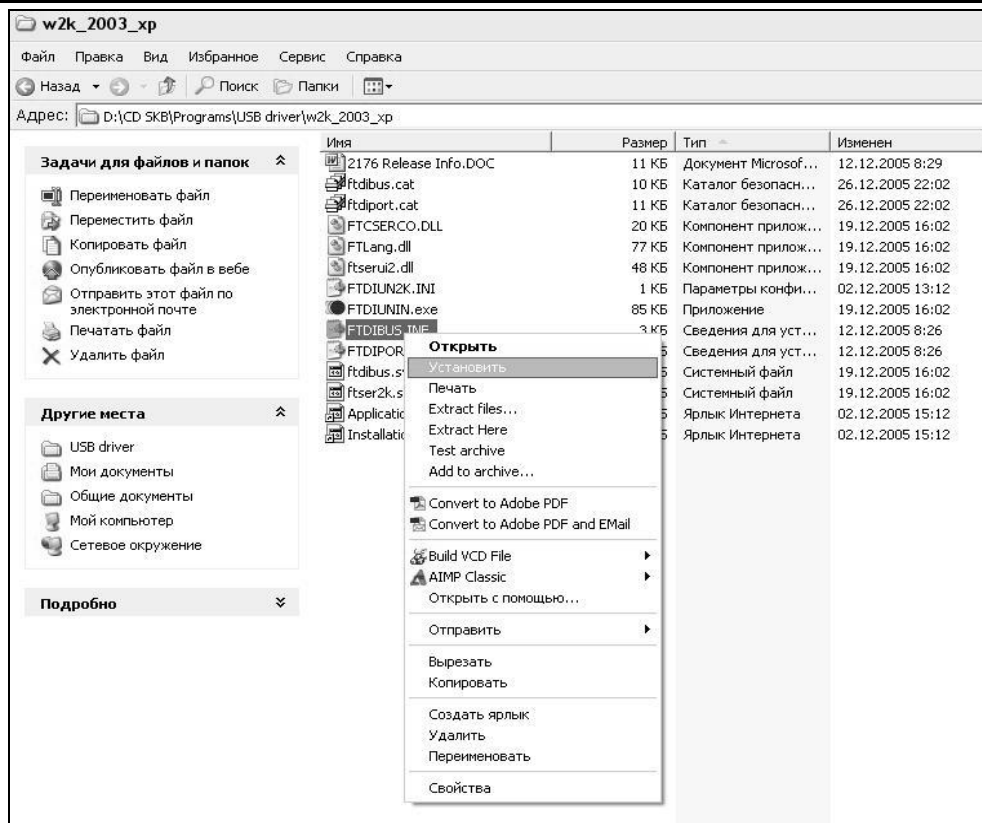 w2k_2003_xp
Файл Правка Вид Избранное Сервис Справка
Назад Поиск Папки
Адрес: D:\CD SKB\Programs\USB driver\w2k_2003_xp
Задачи для файлов и папок
Переименовать файл
Переместить файл
Копировать файл
Опубликовать файл в вебе
Отправить этот файл по
электронной почте
Печатать файл
Удалить файл
Другие места
USB driver
Мои документы
Общие документы
Мой компьютер
Сетевое окружение
Подробно
Имя Размер Тип Изменен
2176 Release Info.DOC 11 КБ Документ Microsof... 12.12.2005 8:29
ftdibus.cat 10 КБ Каталог безопасн... 26.12.2005 22:02
ftdiport.cat 11 КБ Каталог безопасн... 26.12.2005 22:02
FTCSERCO.DLL 20 КБ Компонент прилож... 19.12.2005 16:02
FTLang.dll 77 КБ Компонент прилож... 19.12.2005 16:02
ftserui2.dll 48 КБ Компонент прилож... 19.12.2005 16:02
FTDIUN2K.INI 1 КБ Параметры конфи... 02.12.2005 13:12
FTDIUNIN.exe 85 КБ Приложение 19.12.2005 16:02
FTDIBUS.INF 3 КБ Сведения для уст... 12.12.2005 8:26
FTDIPOR Б Сведения для уст... 12.12.2005 8:26
ftdibus.s Б Системный файл 19.12.2005 16:02
ftser2k.s Б Системный файл 19.12.2005 16:02
Applicatio Б Ярлык Интернета 02.12.2005 15:12
Installatio Б Ярлык Интернета 02.12.2005 15:12
Открыть
Установить
Печать
Extract files...
Extract Here
Test archive
Add to archive...
Convert to Adobe PDF
Convert to Adobe PDF and EMail
Build VCD File
AIMP Classic
Открыть с помощью...
Отправить
Вырезать
Копировать
Создать ярлык
Удалить
Переименовать
Свойства